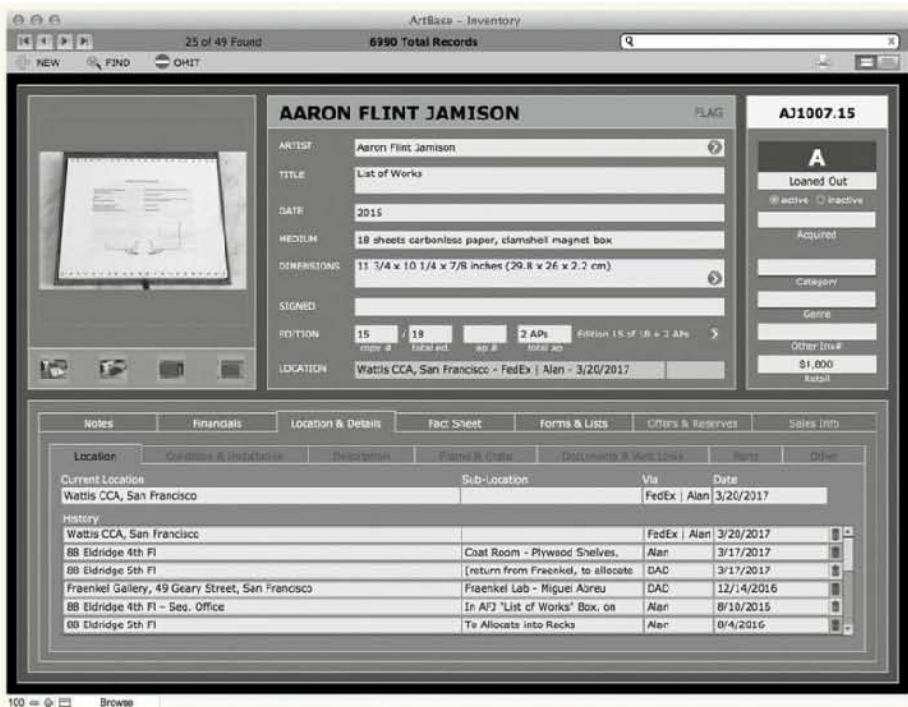 ArtBase - Inventory
25 of 49 Found 6990 Total Records
NEW FIND OMIT
AARON FLINT JAMISON FLAG AJ1007.15
ARTIST Aaron Flint Jamison
TITLE List of Works
DATE 2015
MEDIUM 18 sheets carbonless paper, clamshell magnet box
DIMENSIONS 11 3/4 x 10 1/4 x 7/8 inches (29.8 x 26 x 2.2 cm)
SIGNED
EDITION 15 / 18 2 APs Edition 15 of 18 + 2 APs
copy # total ed. ap # total ap
LOCATION Wattis CCA, San Francisco - FedEx | Alan - 3/20/2017
A
Loaned Out
active inactive
Acquired
Category
Genre
Other Inv#
$1,800
Retail
Notes Financials Location & Details Fact Sheet Forms & Lists Offers & Reserves Sales Info
Location Condition & Installation Description Frame & Crate Documents & Web Links Parts Other
Current Location Sub-Location Via Date
Wattis CCA, San Francisco FedEx | Alan 3/20/2017
History
Wattis CCA, San Francisco FedEx | Alan 3/20/2017
88 Eldridge 4th Fl Coat Room - Plywood Shelves, Alan 3/17/2017
88 Eldridge 5th Fl [return from Fraenkel, to allocate DAD 3/17/2017
Fraenkel Gallery, 49 Geary Street, San Francisco Fraenkel Lab - Miguel Abreu DAD 12/14/2016
88 Eldridge 4th Fl - Seq. Office In AFJ "List of Works" Box, on Alan 8/10/2015
88 Eldridge 5th Fl To Allocate into Racks Alan 8/4/2016
100 Browse